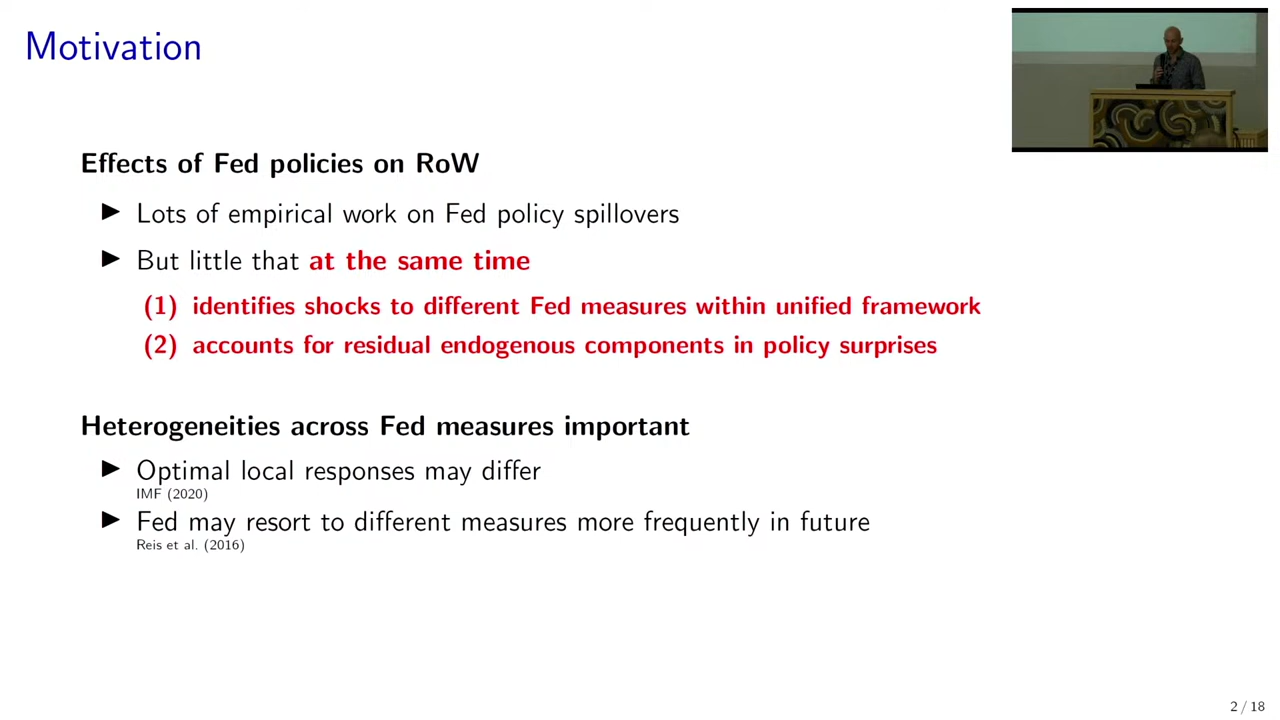 Motivation
Effects of Fed policies on RoW
▶ Lots of empirical work on Fed policy spillovers
▶ But little that at the same time
(1) identifies shocks to different Fed measures within unified framework
(2) accounts for residual endogenous components in policy surprises
Heterogeneities across Fed measures important
▶ Optimal local responses may differ
IMF (2020)
▶ Fed may resort to different measures more frequently in future
Reis et al. (2016)
2 / 18